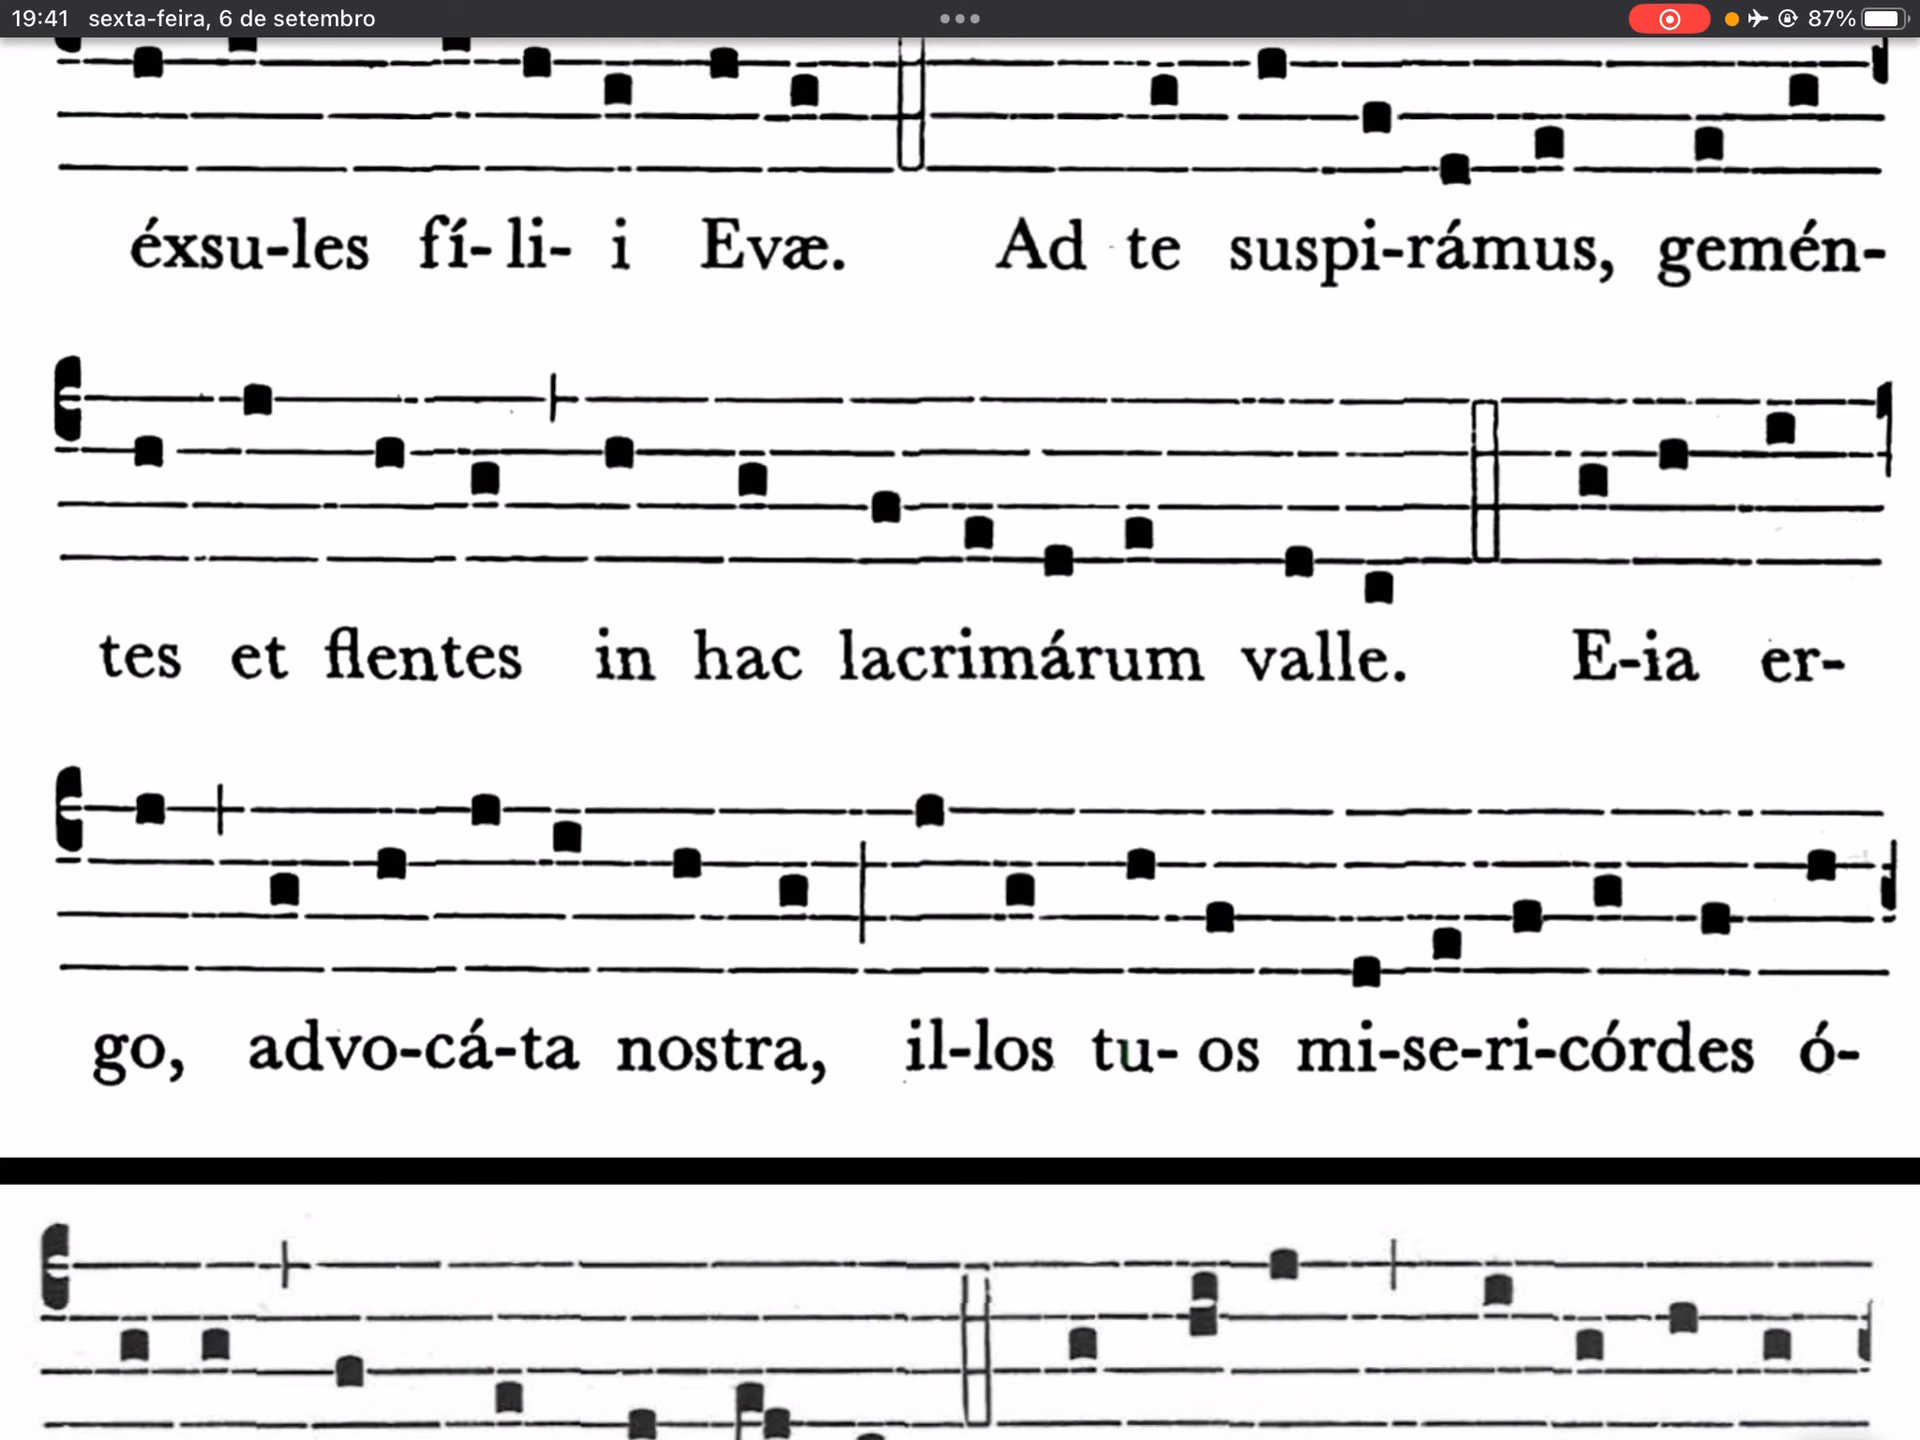 19:41 sexta-feira, 6 de setembro 87%
éxsu-les fí- li- i Evæ. Ad te suspi-rámus, gemén-
tes et flentes in hac lacrimárum valle. E-ia er-
go, advo-cá-ta nostra, il-los tu- os mi-se-ri-córdes ó-